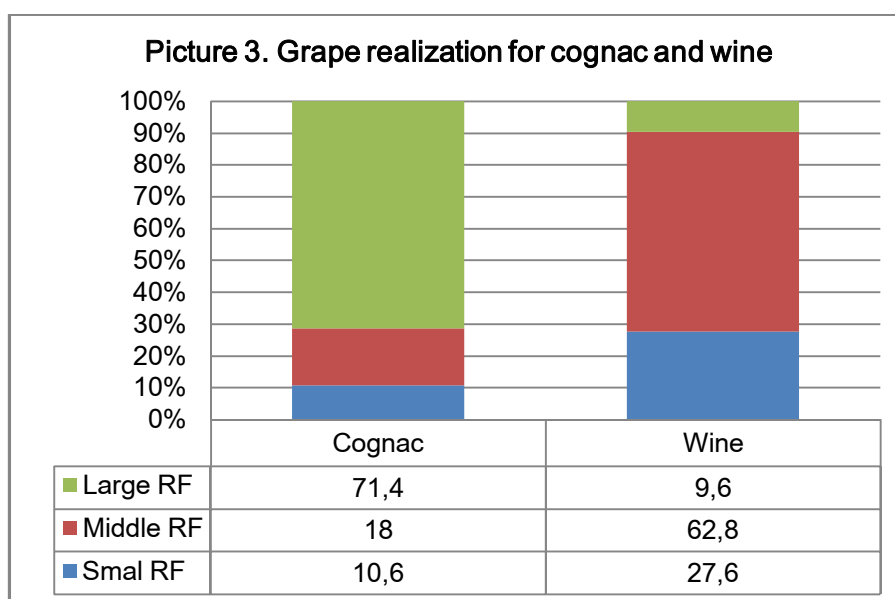 Picture 3. Grape realization for cognac and wine
100%
90%
80%
70%
60%
50%
40%
30%
20%
10%
0%
Cognac Wine
Large RF 71,4 9,6
Middle RF 18 62,8
Smal RF 10,6 27,6